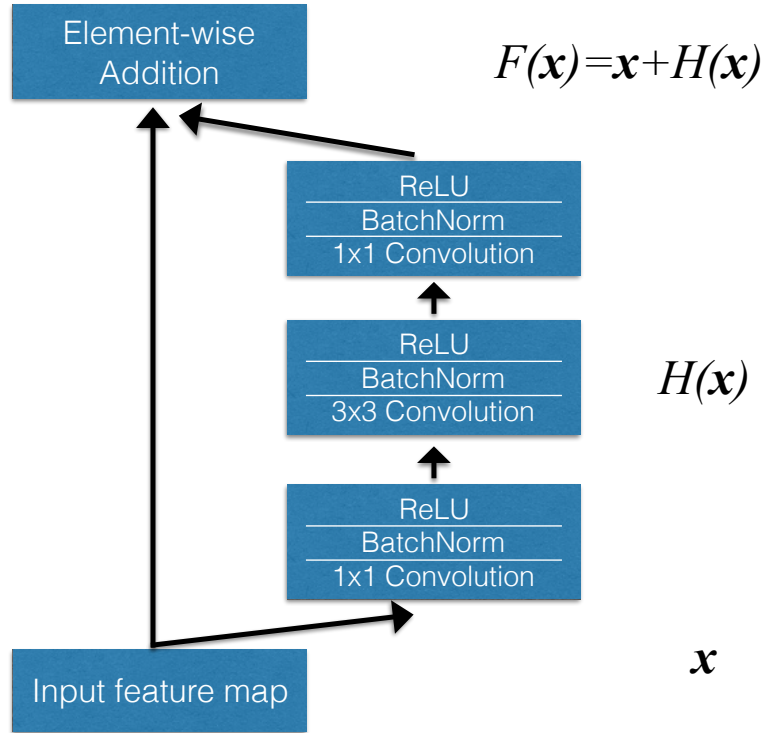 Element-wise
Addition
F(x)=x+H(x)
ReLU
BatchNorm
1x1 Convolution
ReLU
BatchNorm
3x3 Convolution
H(x)
ReLU
BatchNorm
1x1 Convolution
Input feature map
x